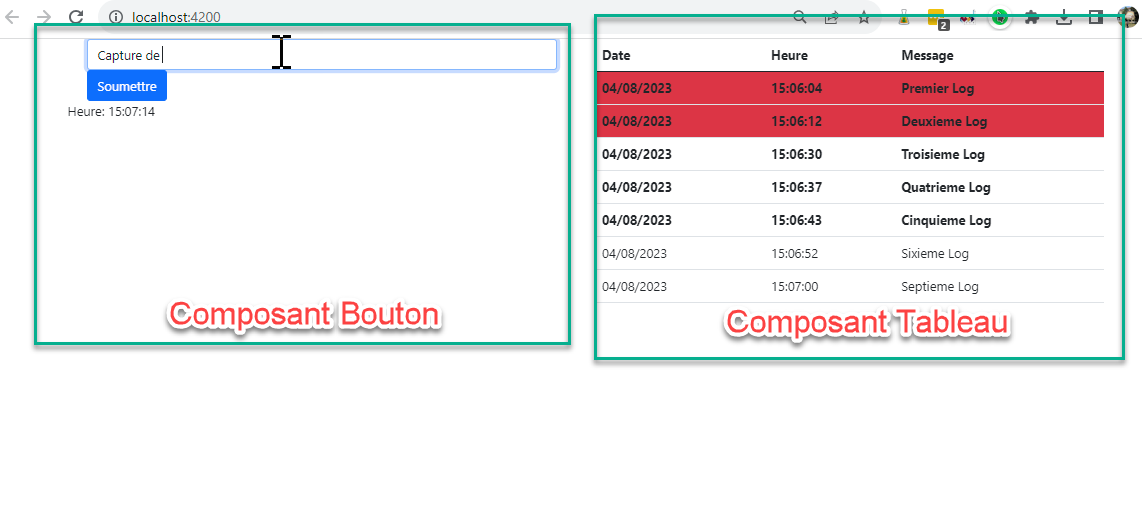 localhost:4200
2
Capture de
Soumettre
Heure: 15:07:14
Composant Bouton
Date Heure Message
04/08/2023 15:06:04 Premier Log
04/08/2023 15:06:12 Deuxieme Log
04/08/2023 15:06:30 Troisieme Log
04/08/2023 15:06:37 Quatrieme Log
04/08/2023 15:06:43 Cinquieme Log
04/08/2023 15:06:52 Sixieme Log
04/08/2023 15:07:00 Septieme Log
Composant Tableau